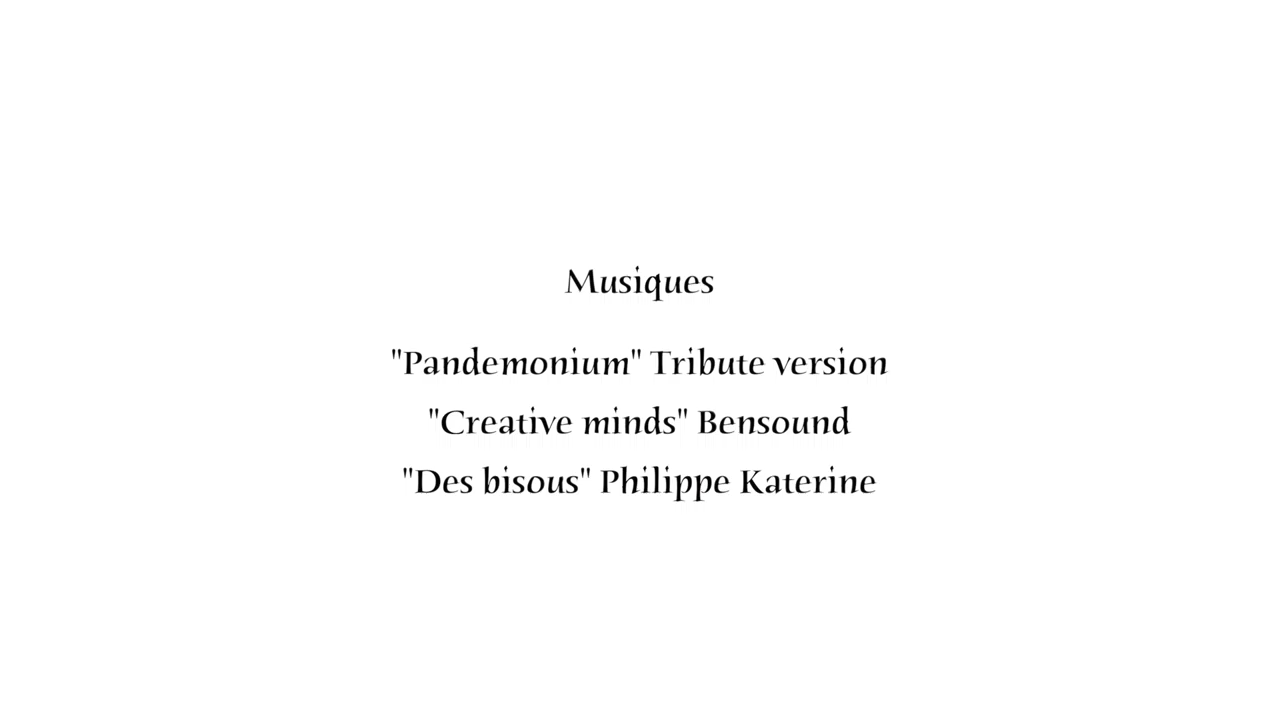 Musiques
"Pandemonium" Tribute version
"Creative minds" Bensound
"Des bisous" Philippe Katerine